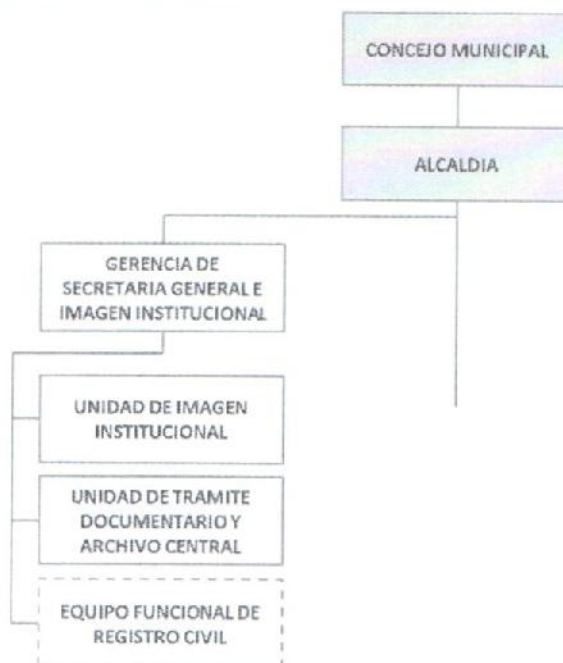 CONCEJO MUNICIPAL
ALCALDIA
GERENCIA DE
SECRETARIA GENERAL E
IMAGEN INSTITUCIONAL
UNIDAD DE IMAGEN
INSTITUCIONAL
UNIDAD DE TRAMITE
DOCUMENTARIO Y
ARCHIVO CENTRAL
EQUIPO FUNCIONAL DE
REGISTRO CIVIL